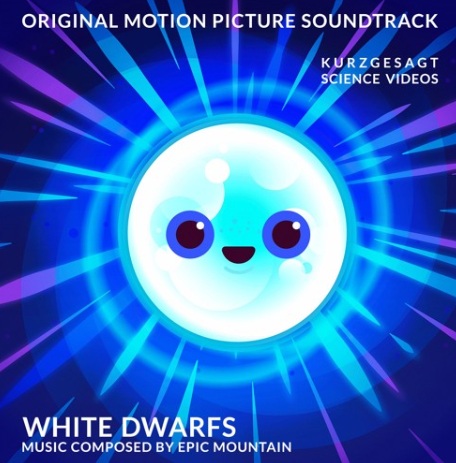 ORIGINAL MOTION PICTURE SOUNDTRACK
KURZGESAGT
SCIENCE VIDEOS
WHITE DWARFS
MUSIC COMPOSED BY EPIC MOUNTAIN